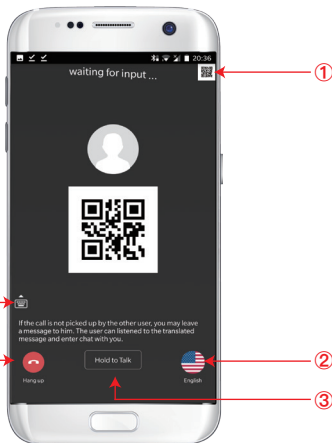 20:36
waiting for input ...
①
If the call is not picked up by the other user, you may leave
a message to him. The user can listened to the translated
message and enter chat with you.
Hold to Talk
②
Hang up
English
③